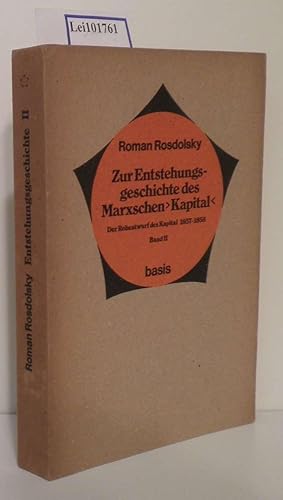 Lei101761
Roman Rosdolsky Entstehungsgeschichte II
Roman Rosdolsky
Zur Entstehungs-
geschichte des
Marxschen >Kapital<
Der Rohentwurf des Kapital 1857-1858
Band II
basis